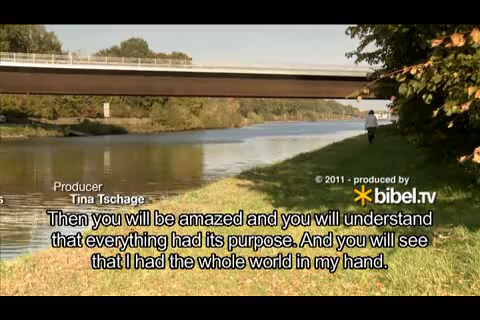 © 2011 - produced by
bibel.tv
Producer
s Tina Tschage
Then you will be amazed and you will understand
that everything had its purpose. And you will see
that I had the whole world in my hand.